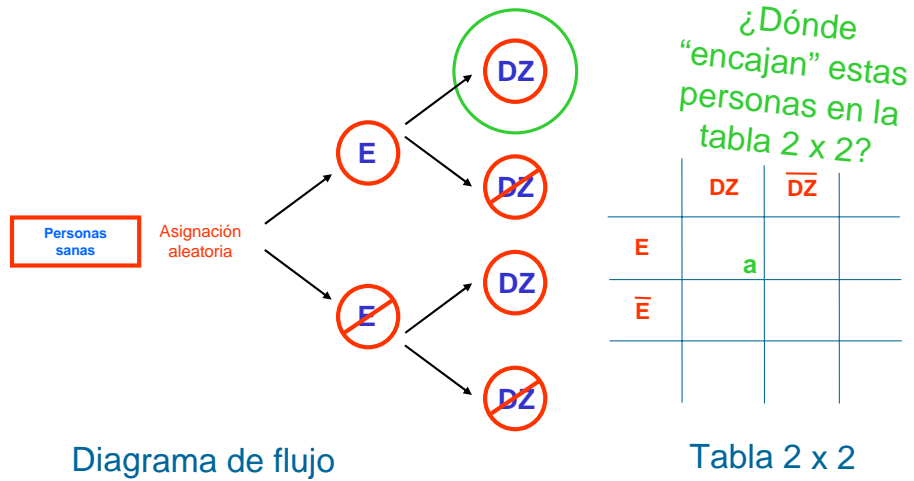 ¿Dónde
“encajan” estas
personas en la
tabla 2 x 2?
DZ
E
DZ
Personas
sanas
Asignación
aleatoria
E
DZ
DZ
DZ D̅Z̅
E
a
E̅
Diagrama de flujo
Tabla 2 x 2